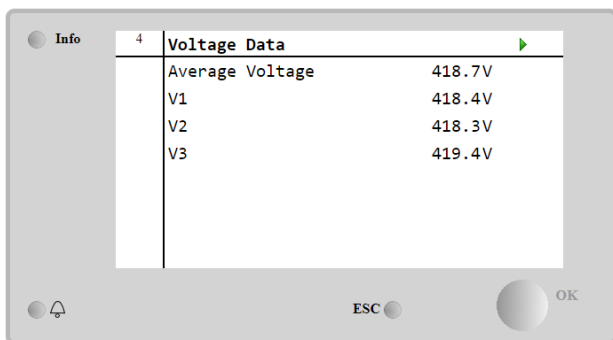 Info
4 Voltage Data
Average Voltage 418.7V
V1 418.4V
V2 418.3V
V3 419.4V
ESC
OK